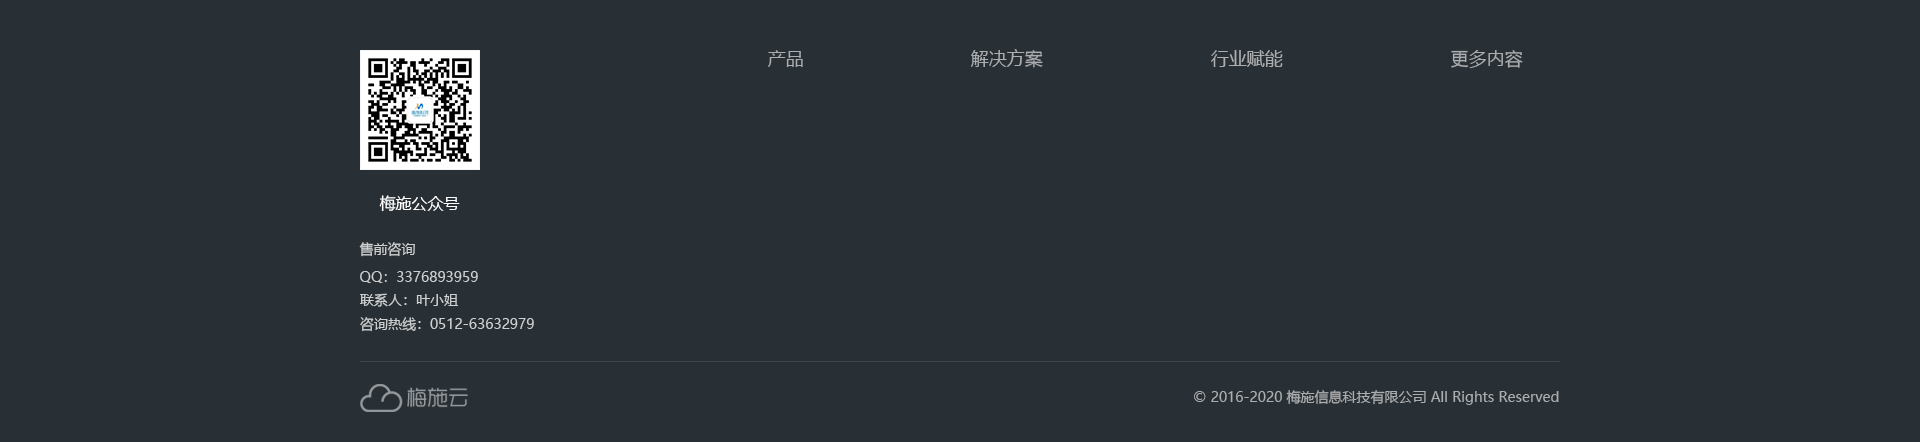 产品
解决方案
行业赋能
更多内容
梅施公众号
售前咨询
QQ：3376893959
联系人：叶小姐
咨询热线：0512-63632979
梅施云
© 2016-2020 梅施信息科技有限公司 All Rights Reserved